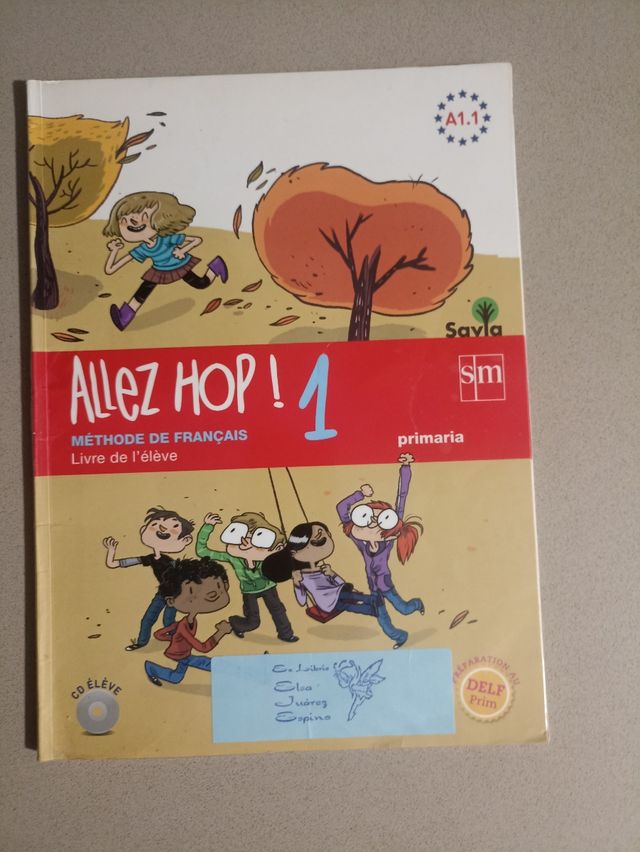 A1.1
Savia
ALLEZ HOP ! 1
sm
MÉTHODE DE FRANÇAIS
primaria
Livre de l'élève
CD ÉLÈVE
Ex Libris
Elsa
Juárez
Espino
PRÉPARATION AU
DELF
Prim